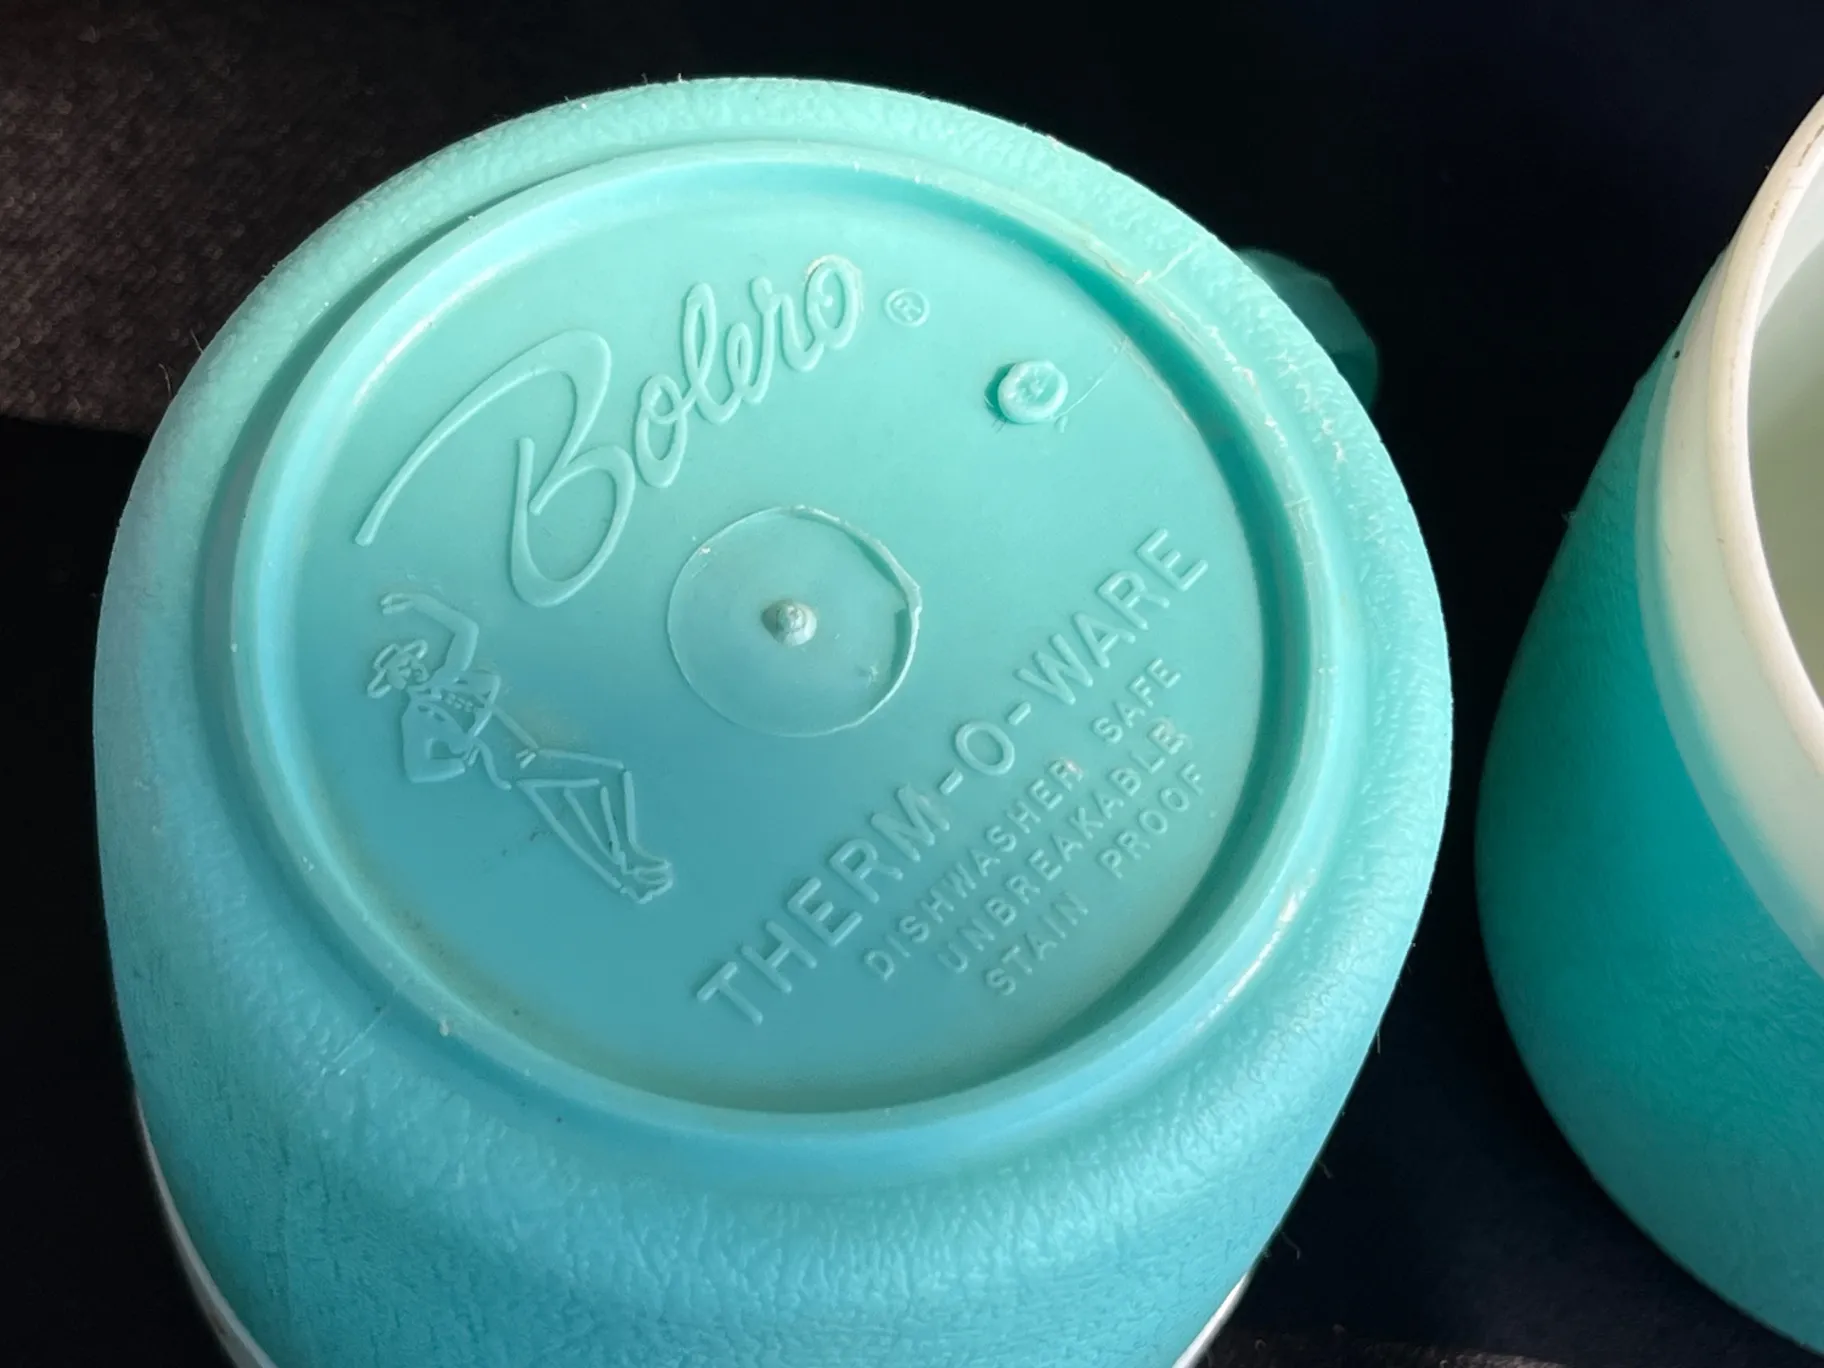 Bolero ®
THERM-O-WARE
DISHWASHER SAFE
UNBREAKABLE
STAIN PROOF